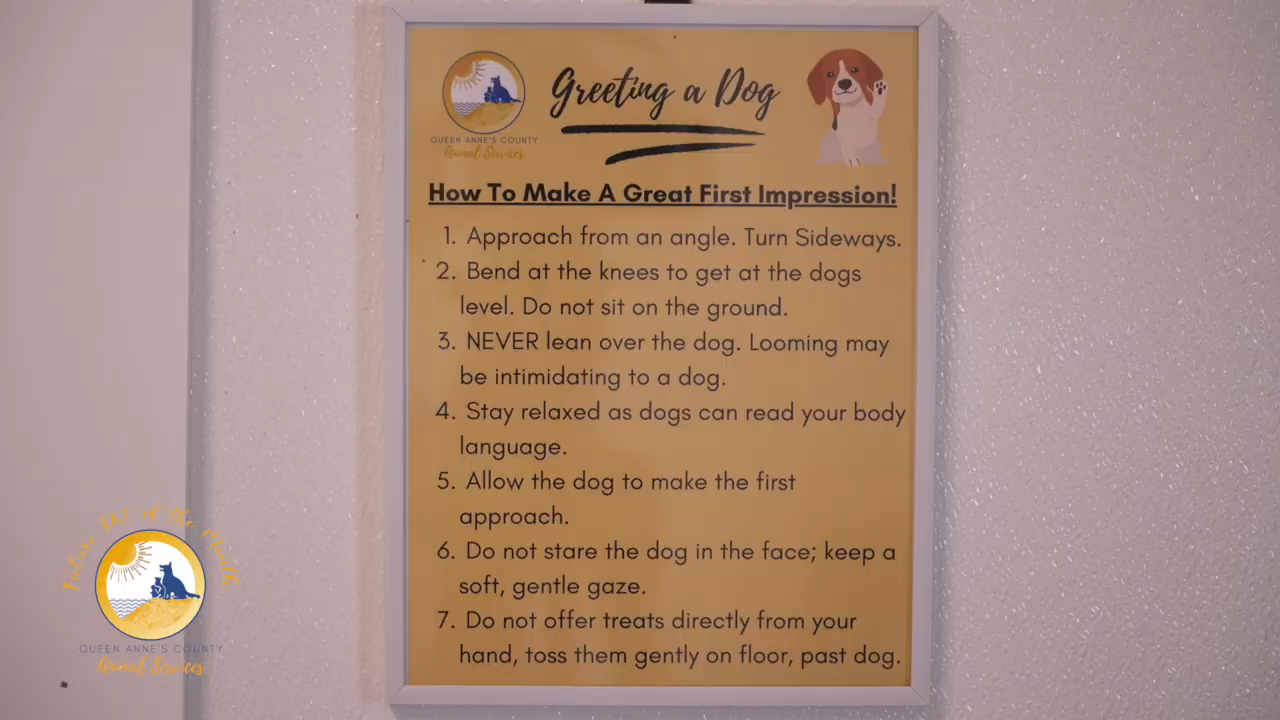 Greeting a Dog
QUEEN ANNE'S COUNTY
Animal Services
How To Make A Great First Impression!
1. Approach from an angle. Turn Sideways.
2. Bend at the knees to get at the dogs
level. Do not sit on the ground.
3. NEVER lean over the dog. Looming may
be intimidating to a dog.
4. Stay relaxed as dogs can read your body
language.
5. Allow the dog to make the first
approach.
6. Do not stare the dog in the face; keep a
soft, gentle gaze.
7. Do not offer treats directly from your
hand, toss them gently on floor, past dog.
of the Month
QUEEN ANNE'S COUNTY
Animal Services